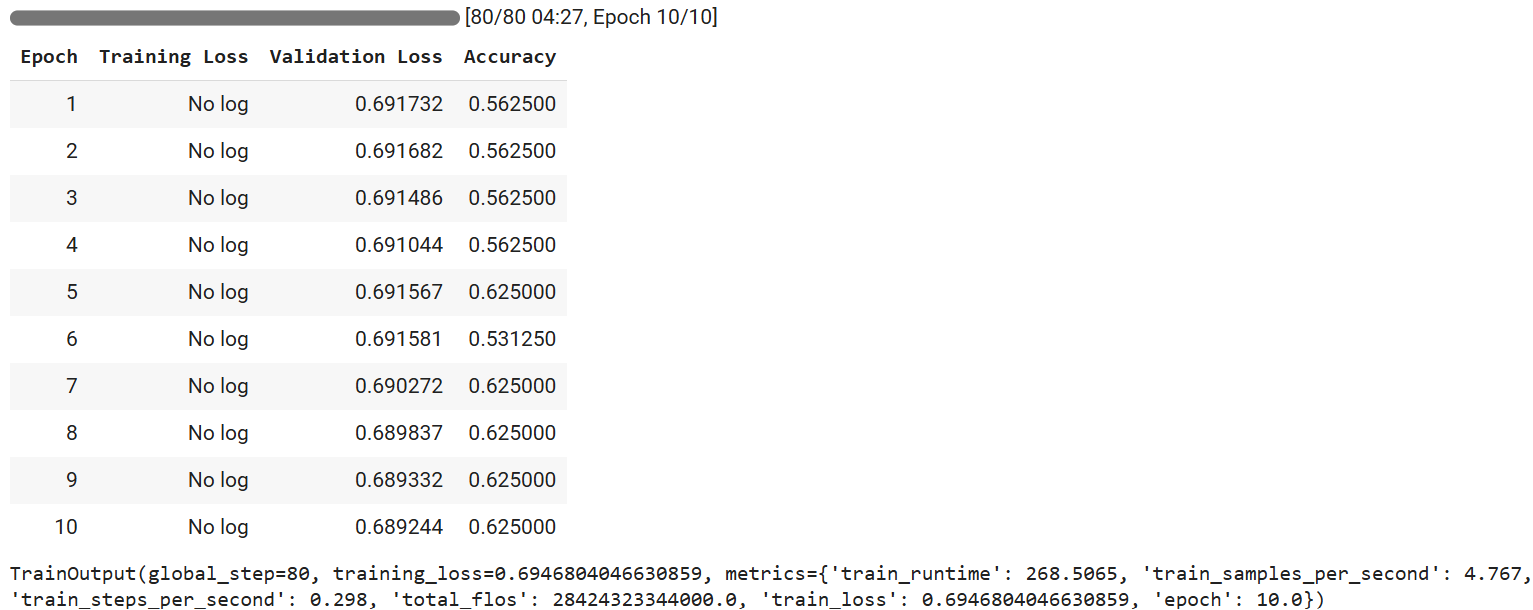 [80/80 04:27, Epoch 10/10]
Epoch Training Loss Validation Loss Accuracy
1 No log 0.691732 0.562500
2 No log 0.691682 0.562500
3 No log 0.691486 0.562500
4 No log 0.691044 0.562500
5 No log 0.691567 0.625000
6 No log 0.691581 0.531250
7 No log 0.690272 0.625000
8 No log 0.689837 0.625000
9 No log 0.689332 0.625000
10 No log 0.689244 0.625000
TrainOutput(global_step=80, training_loss=0.6946804046630859, metrics={'train_runtime': 268.5065, 'train_samples_per_second': 4.767,
'train_steps_per_second': 0.298, 'total_flos': 28424323344000.0, 'train_loss': 0.6946804046630859, 'epoch': 10.0})